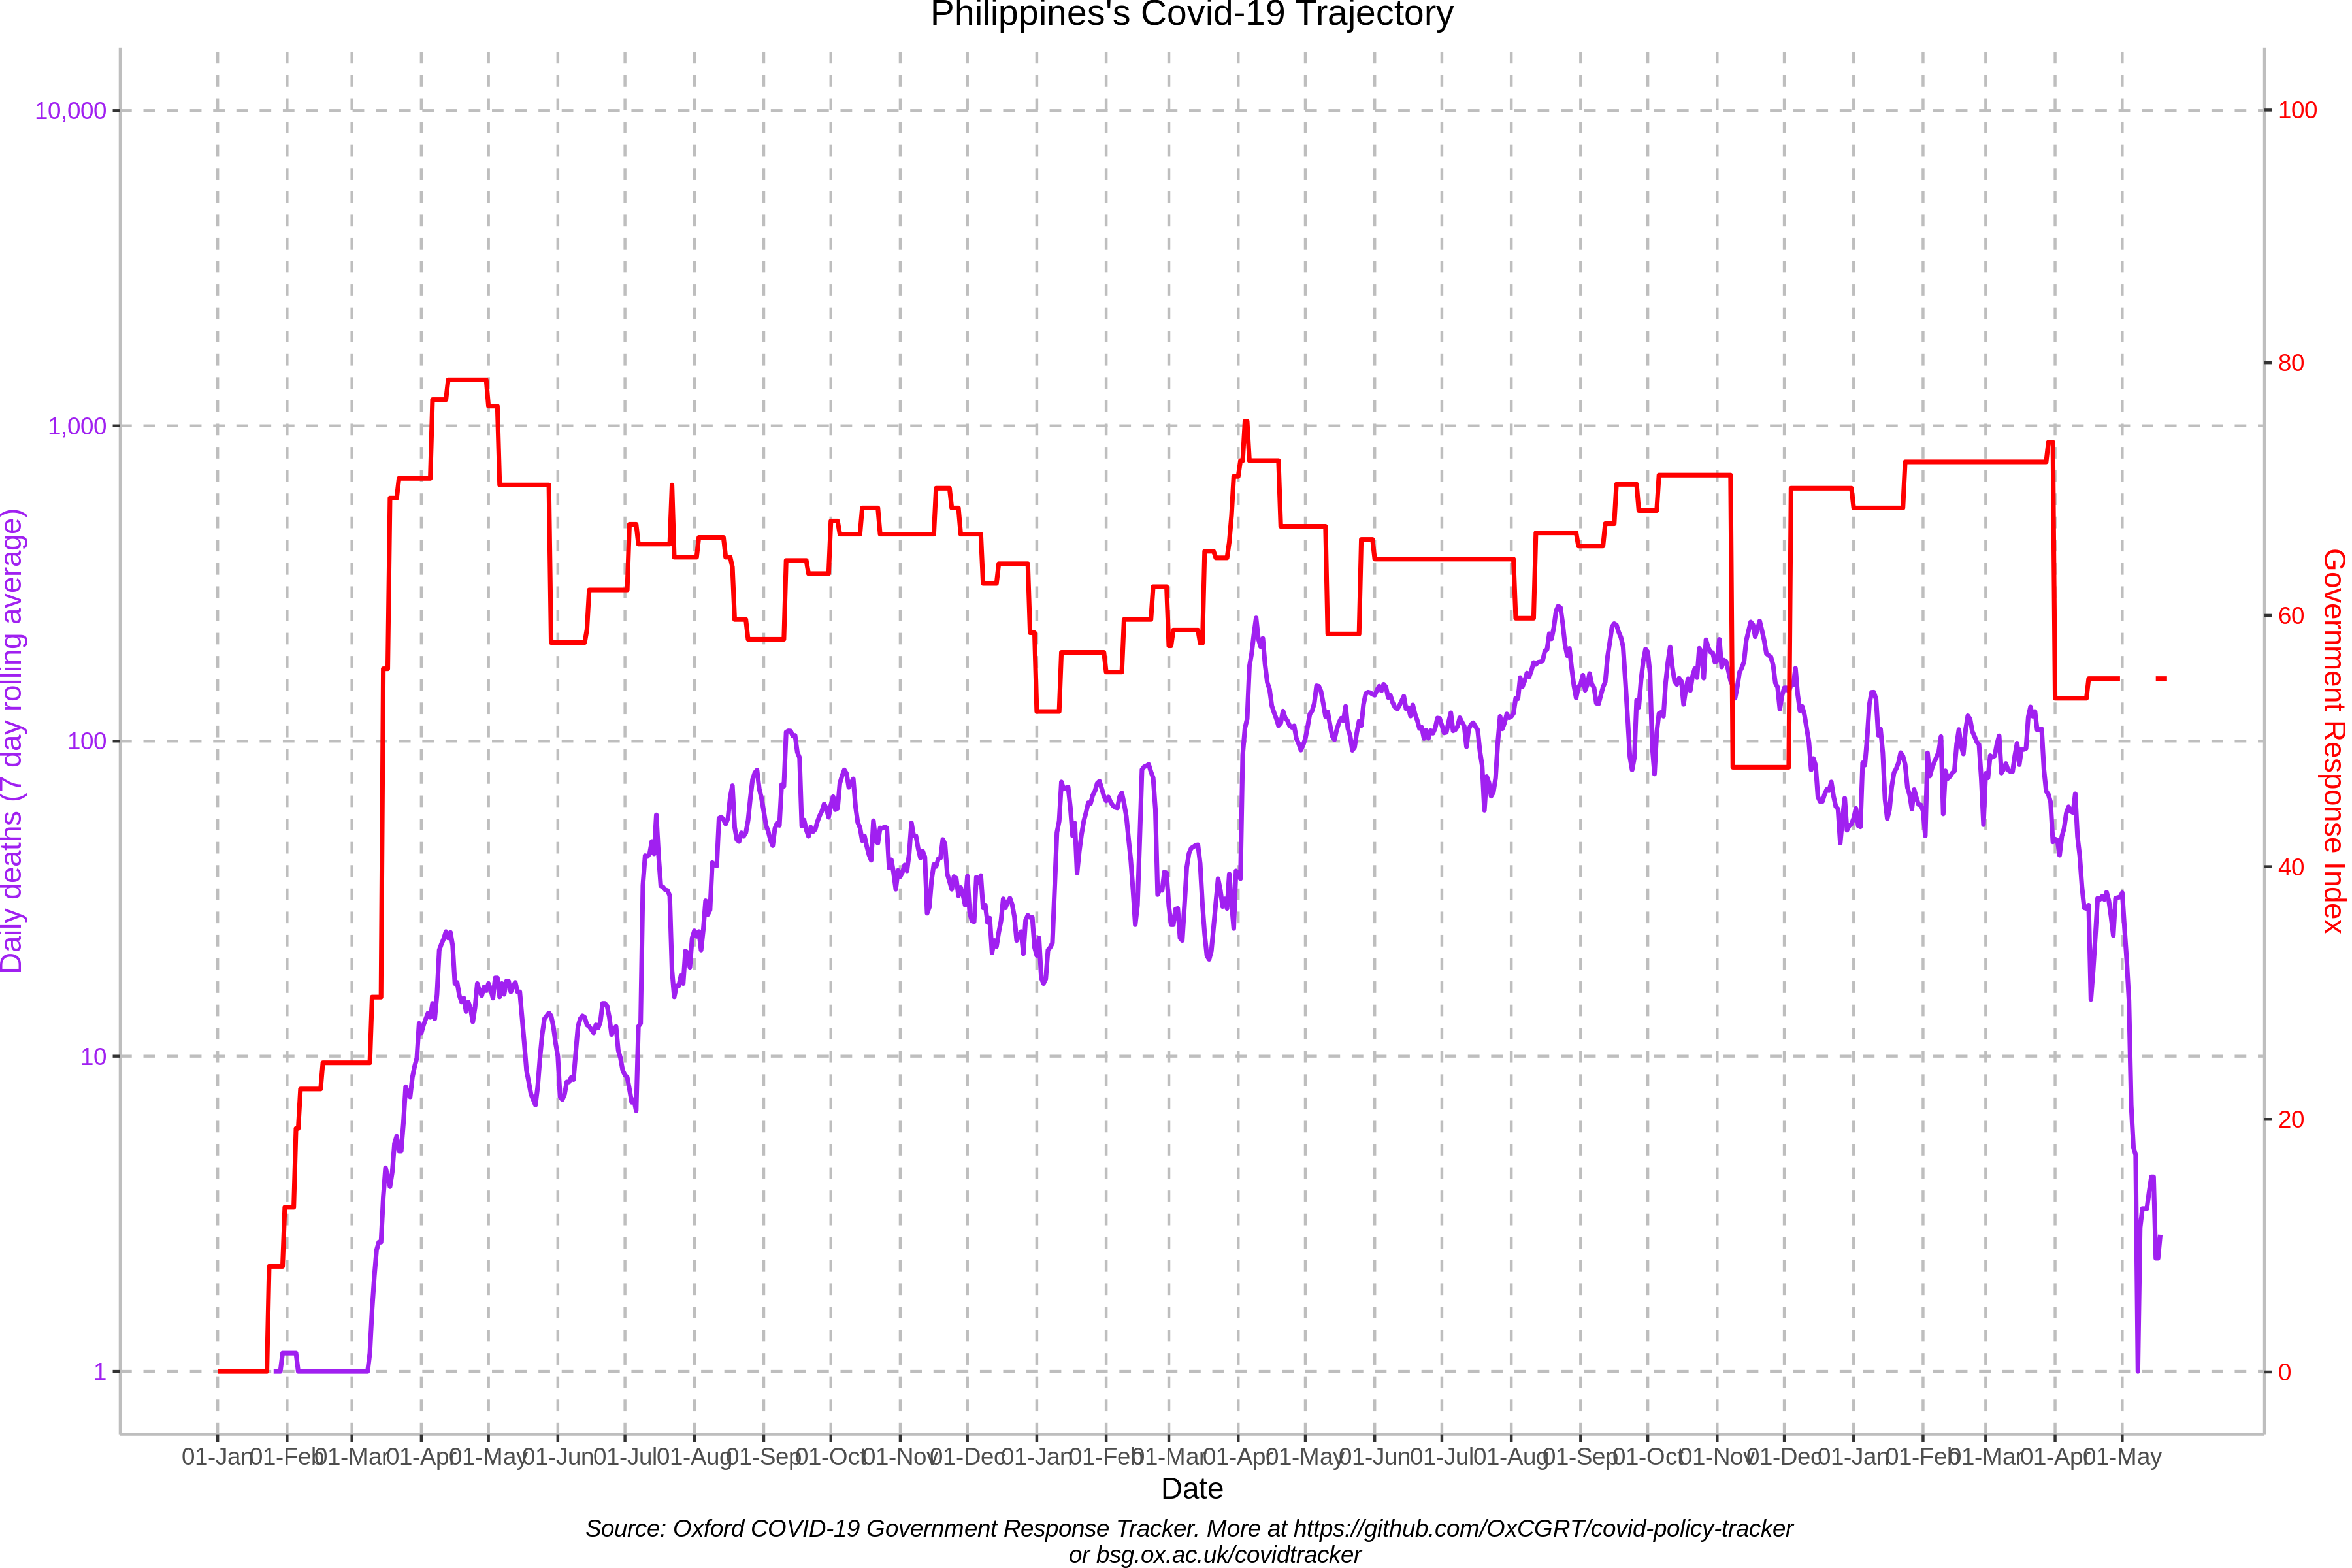 Philippines's Covid-19 Trajectory
10,000
1,000
100
10
1
Daily deaths (7 day rolling average)
100
80
60
40
20
0
Government Response Index
01-Jan 01-Feb 01-Mar 01-Apr 01-May 01-Jun 01-Jul 01-Aug 01-Sep 01-Oct 01-Nov 01-Dec 01-Jan 01-Feb 01-Mar 01-Apr 01-May 01-Jun 01-Jul 01-Aug 01-Sep 01-Oct 01-Nov 01-Dec 01-Jan 01-Feb 01-Mar 01-Apr 01-May
Date
Source: Oxford COVID-19 Government Response Tracker. More at https://github.com/OxCGRT/covid-policy-tracker
or bsg.ox.ac.uk/covidtracker